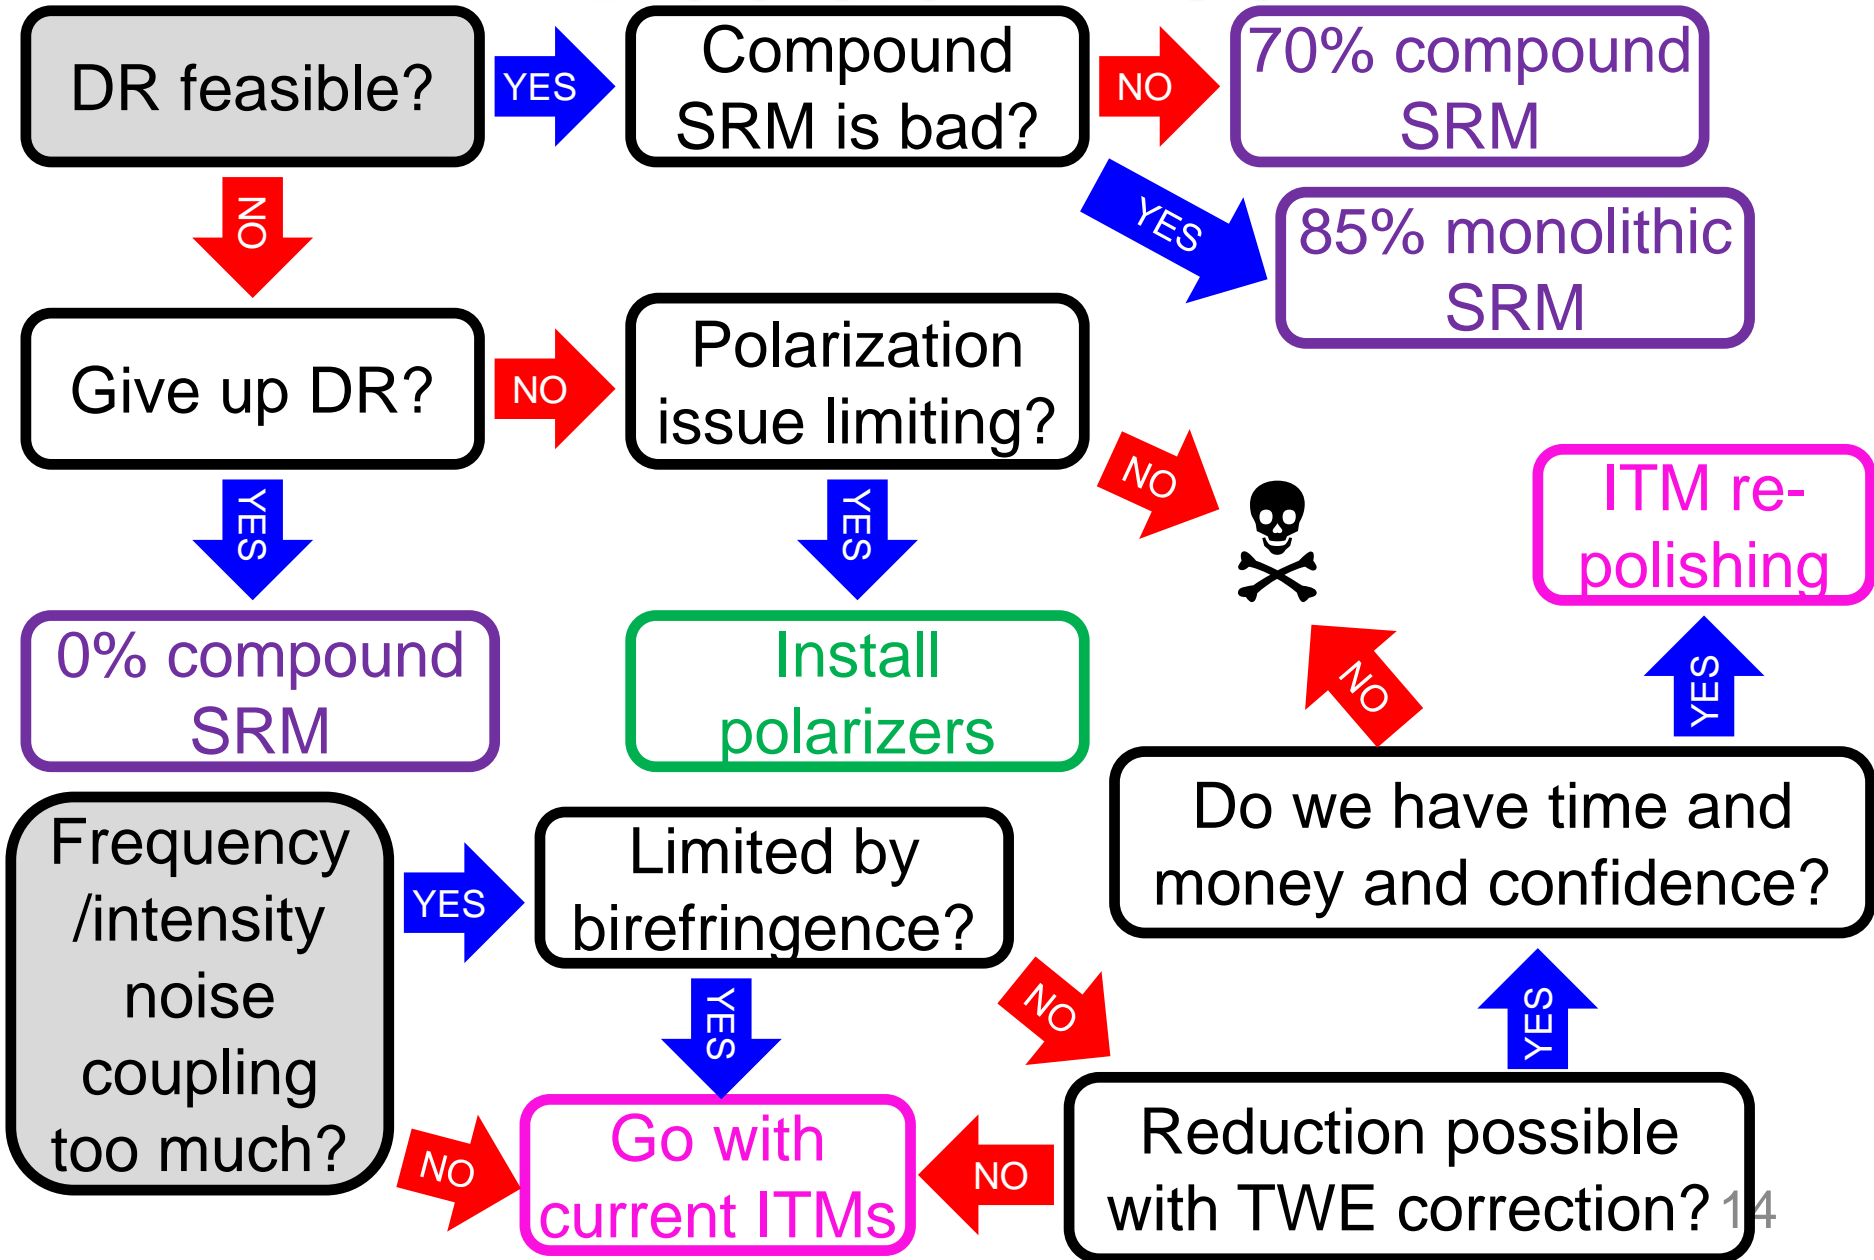 DR feasible?
YES
Compound
SRM is bad?
NO
70% compound
SRM
YES
85% monolithic
SRM
NO
Give up DR?
NO
Polarization
issue limiting?
NO
ITM re-
polishing
YES
YES
0% compound
SRM
Install
polarizers
NO
YES
Do we have time and
money and confidence?
Frequency
/intensity
noise
coupling
too much?
YES
Limited by
birefringence?
YES
NO
YES
NO
Go with
current ITMs
NO
Reduction possible
with TWE correction?
14